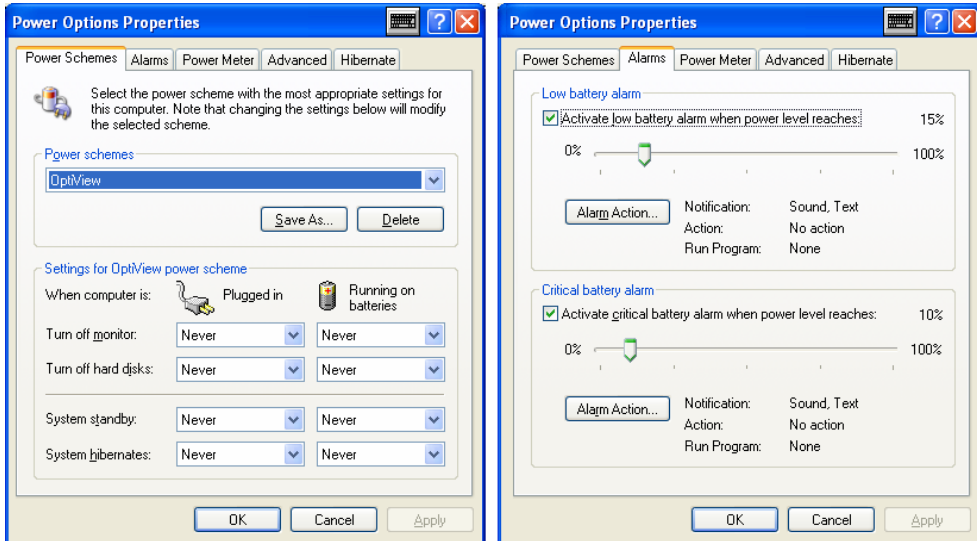 Power Options Properties
Power Schemes Alarms Power Meter Advanced Hibernate
Select the power scheme with the most appropriate settings for
this computer. Note that changing the settings below will modify
the selected scheme.
Power schemes
OptiView
Save As... Delete
Settings for OptiView power scheme
When computer is: Plugged in Running on
batteries
Turn off monitor: Never Never
Turn off hard disks: Never Never
System standby: Never Never
System hibernates: Never Never
OK Cancel Apply
Power Options Properties
Power Schemes Alarms Power Meter Advanced Hibernate
Low battery alarm
Activate low battery alarm when power level reaches: 15%
0% 100%
Alarm Action... Notification: Sound, Text
Action: No action
Run Program: None
Critical battery alarm
Activate critical battery alarm when power level reaches: 10%
0% 100%
Alarm Action... Notification: Sound, Text
Action: No action
Run Program: None
OK Cancel Apply